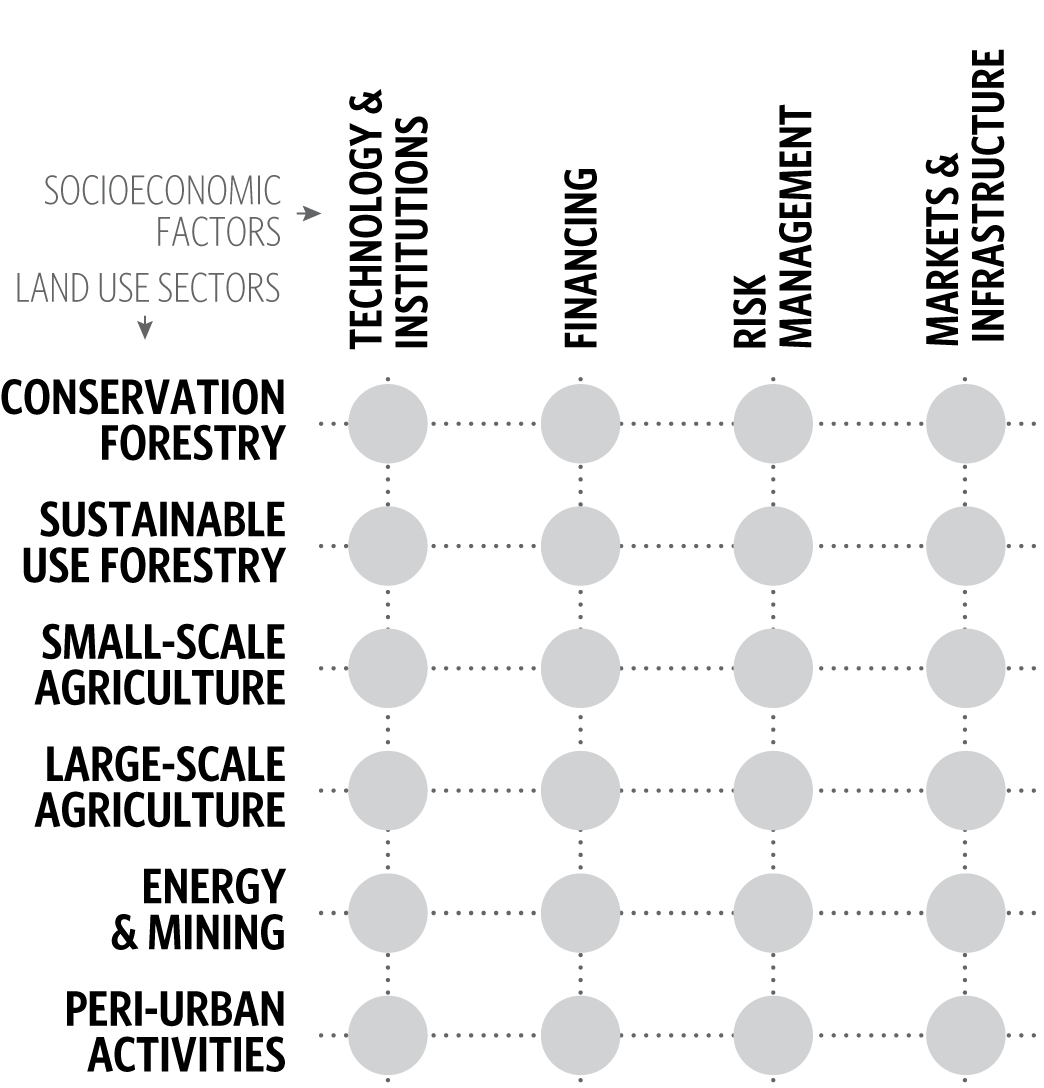 SOCIOECONOMIC
FACTORS
LAND USE SECTORS
TECHNOLOGY &
INSTITUTIONS
FINANCING
RISK
MANAGEMENT
MARKETS &
INFRASTRUCTURE
CONSERVATION
FORESTRY
SUSTAINABLE
USE FORESTRY
SMALL-SCALE
AGRICULTURE
LARGE-SCALE
AGRICULTURE
ENERGY
& MINING
PERI-URBAN
ACTIVITIES